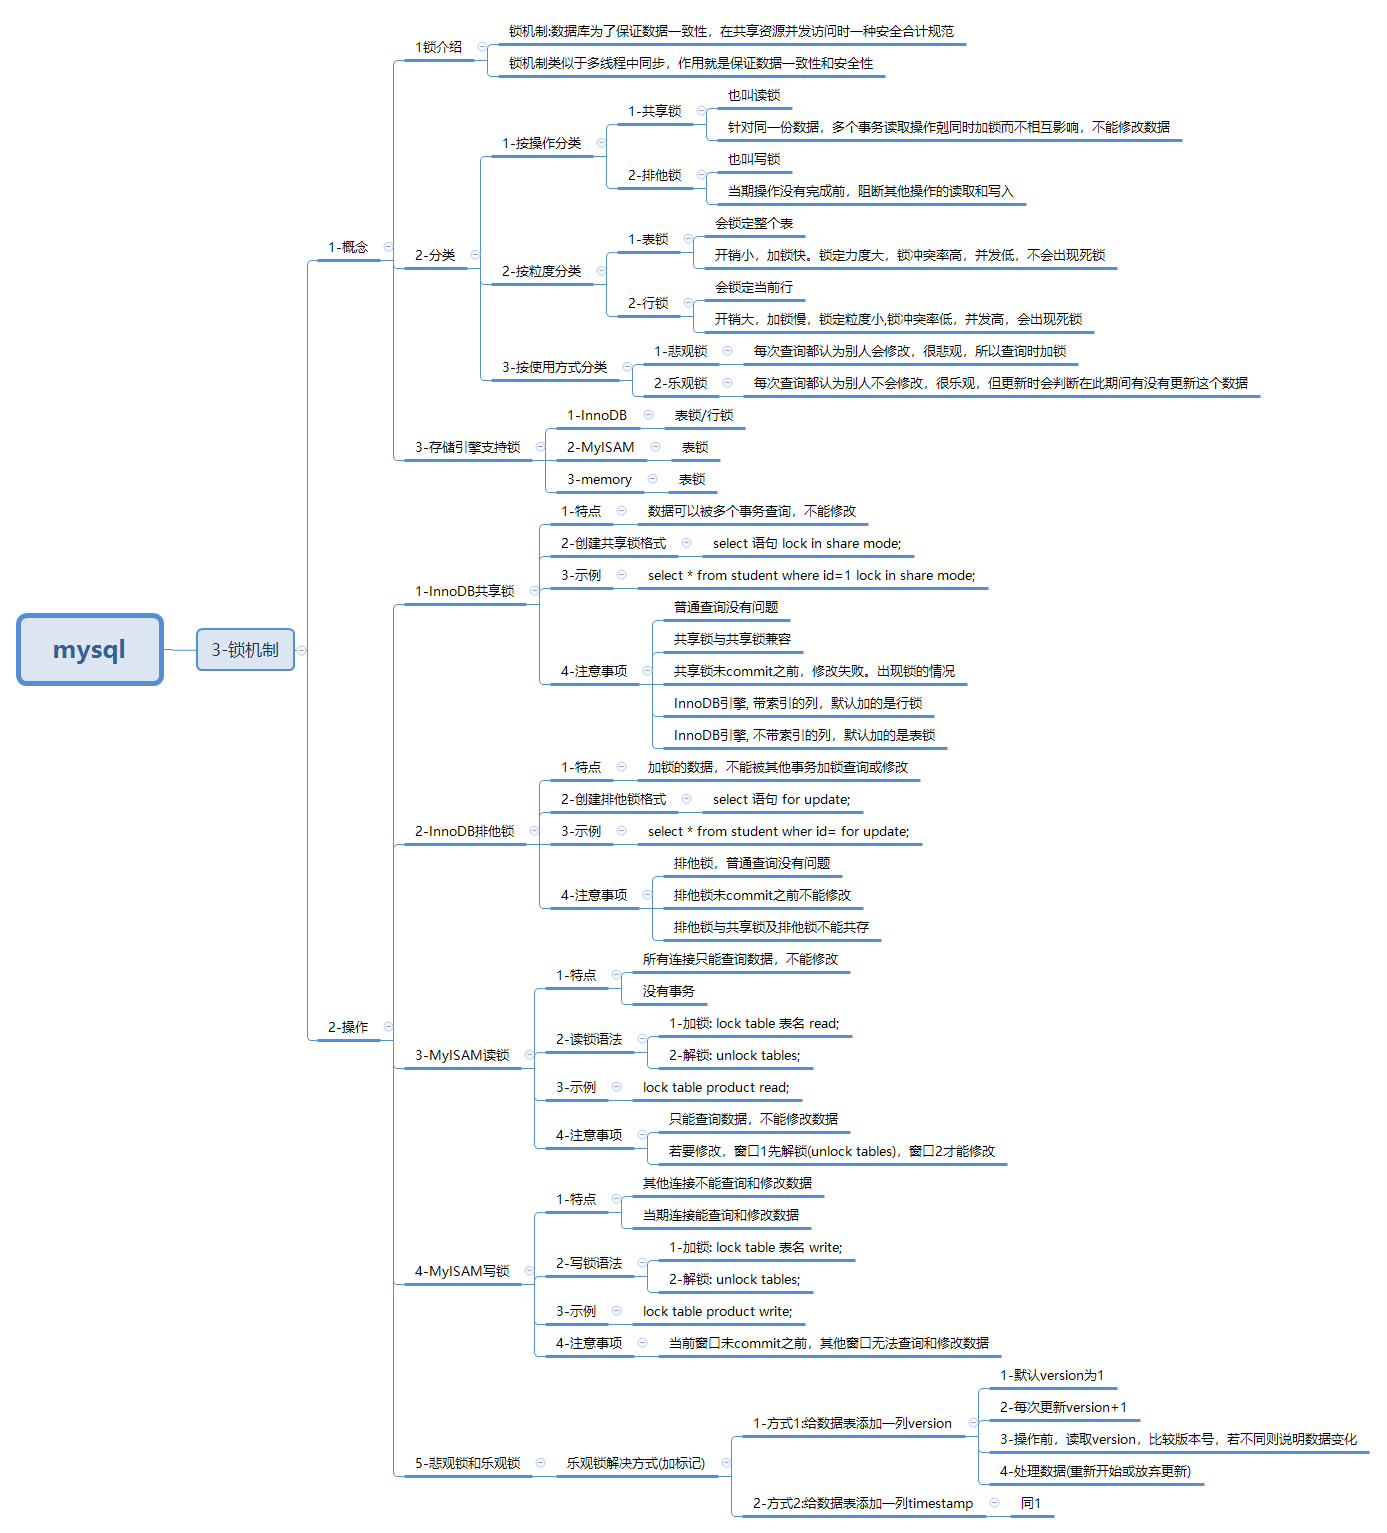 mysql
3-锁机制
1-概念
1锁介绍
锁机制:数据库为了保证数据一致性，在共享资源并发访问时一种安全合计规范
锁机制类似于多线程中同步，作用就是保证数据一致性和安全性
2-分类
1-按操作分类
1-共享锁
也叫读锁
针对同一份数据，多个事务读取操作剋同时加锁而不相互影响，不能修改数据
2-排他锁
也叫写锁
当期操作没有完成前，阻断其他操作的读取和写入
2-按粒度分类
1-表锁
会锁定整个表
开销小，加锁快。锁定力度大，锁冲突率高，并发低，不会出现死锁
2-行锁
会锁定当前行
开销大，加锁慢，锁定粒度小,锁冲突率低，并发高，会出现死锁
3-按使用方式分类
1-悲观锁
每次查询都认为别人会修改，很悲观，所以查询时加锁
2-乐观锁
每次查询都认为别人不会修改，很乐观，但更新时会判断在此期间有没有更新这个数据
3-存储引擎支持锁
1-InnoDB
表锁/行锁
2-MyISAM
表锁
3-memory
表锁
2-操作
1-InnoDB共享锁
1-特点
数据可以被多个事务查询，不能修改
2-创建共享锁格式
select 语句 lock in share mode;
3-示例
select * from student where id=1 lock in share mode;
4-注意事项
普通查询没有问题
共享锁与共享锁兼容
共享锁未commit之前，修改失败。出现锁的情况
InnoDB引擎, 带索引的列，默认加的是行锁
InnoDB引擎, 不带索引的列，默认加的是表锁
2-InnoDB排他锁
1-特点
加锁的数据，不能被其他事务加锁查询或修改
2-创建排他锁格式
select 语句 for update;
3-示例
select * from student wher id= for update;
4-注意事项
排他锁，普通查询没有问题
排他锁未commit之前不能修改
排他锁与共享锁及排他锁不能共存
3-MyISAM读锁
1-特点
所有连接只能查询数据，不能修改
没有事务
2-读锁语法
1-加锁: lock table 表名 read;
2-解锁: unlock tables;
3-示例
lock table product read;
4-注意事项
只能查询数据，不能修改数据
若要修改，窗口1先解锁(unlock tables)，窗口2才能修改
4-MyISAM写锁
1-特点
其他连接不能查询和修改数据
当期连接能查询和修改数据
2-写锁语法
1-加锁: lock table 表名 write;
2-解锁: unlock tables;
3-示例
lock table product write;
4-注意事项
当前窗口未commit之前，其他窗口无法查询和修改数据
5-悲观锁和乐观锁
乐观锁解决方式(加标记)
1-方式1:给数据表添加一列version
1-默认version为1
2-每次更新version+1
3-操作前，读取version，比较版本号，若不同则说明数据变化
4-处理数据(重新开始或放弃更新)
2-方式2:给数据表添加一列timestamp
同1